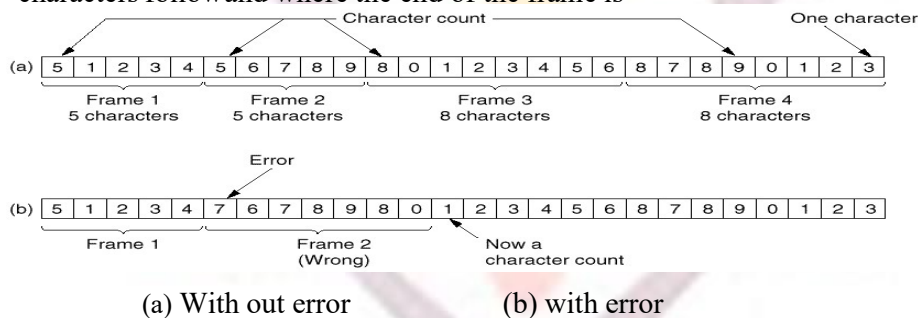 characters followand where the end of the frame is
Character count One character
(a) 5 1 2 3 4 5 6 7 8 9 8 0 1 2 3 4 5 6 8 7 8 9 0 1 2 3
Frame 1 Frame 2 Frame 3 Frame 4
5 characters 5 characters 8 characters 8 characters
Error
(b) 5 1 2 3 4 7 6 7 8 9 8 0 1 2 3 4 5 6 8 7 8 9 0 1 2 3
Frame 1 Frame 2 Now a
(Wrong) character count
(a) With out error (b) with error